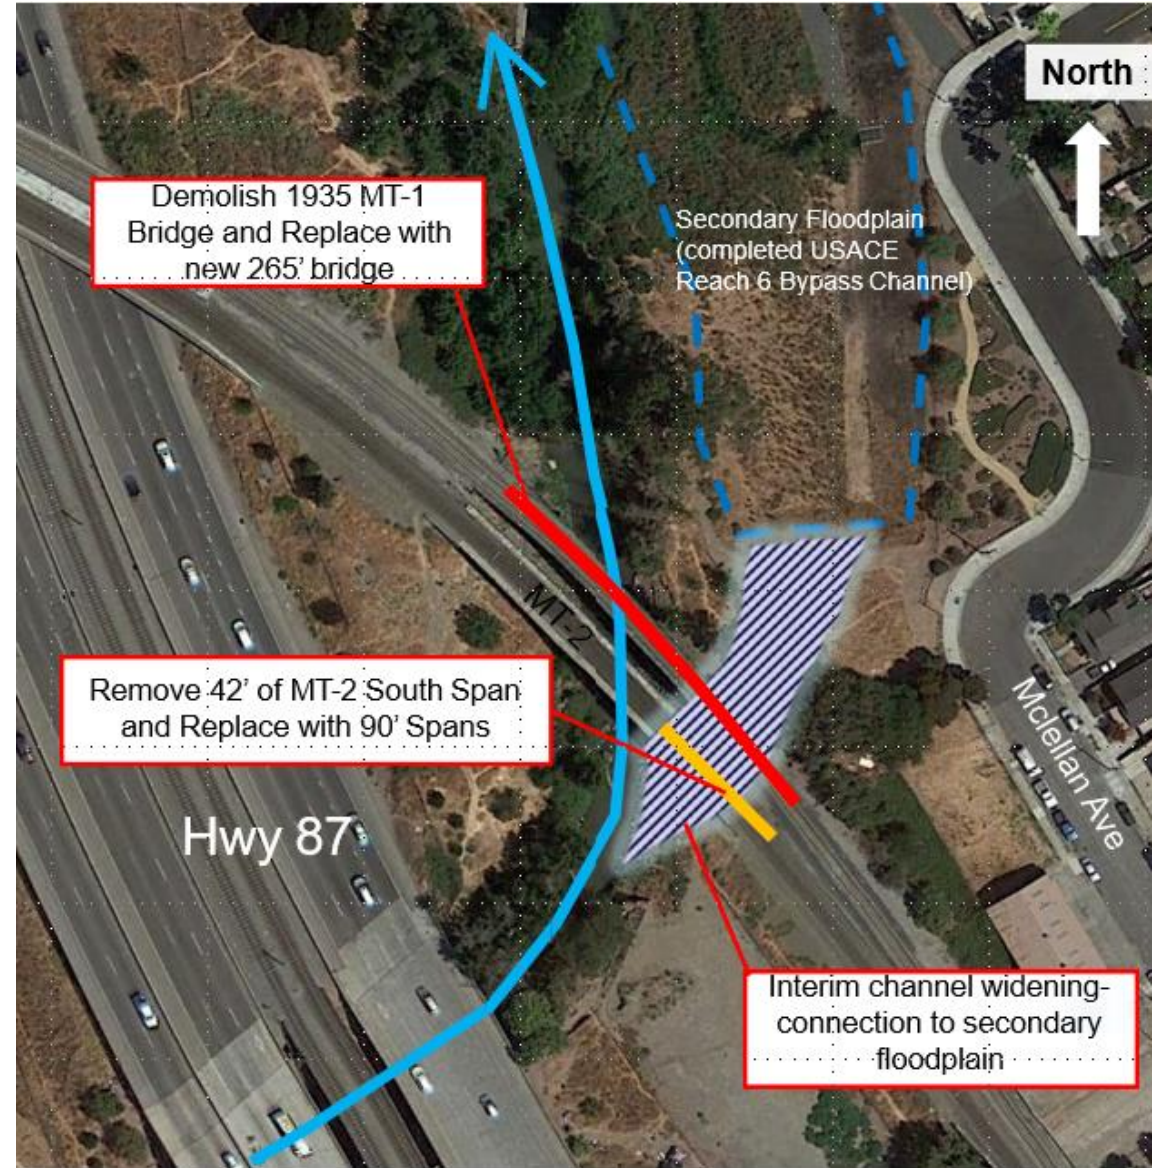 North
Demolish 1935 MT-1
Bridge and Replace with
new 265' bridge
Secondary Floodplain
(completed USACE
Reach 6 Bypass Channel)
MT-2
Remove 42' of MT-2 South Span
and Replace with 90' Spans
Mclellan Ave
Hwy 87
Interim channel widening-
connection to secondary
floodplain